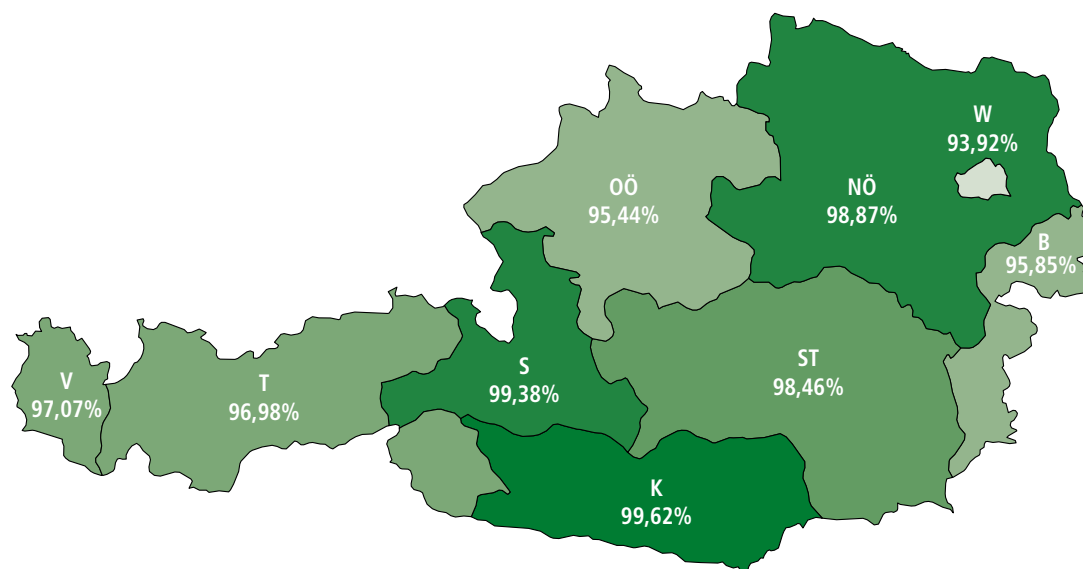 W
93,92%
OÖ
95,44%
NÖ
98,87%
B
95,85%
V
97,07%
T
96,98%
S
99,38%
ST
98,46%
K
99,62%